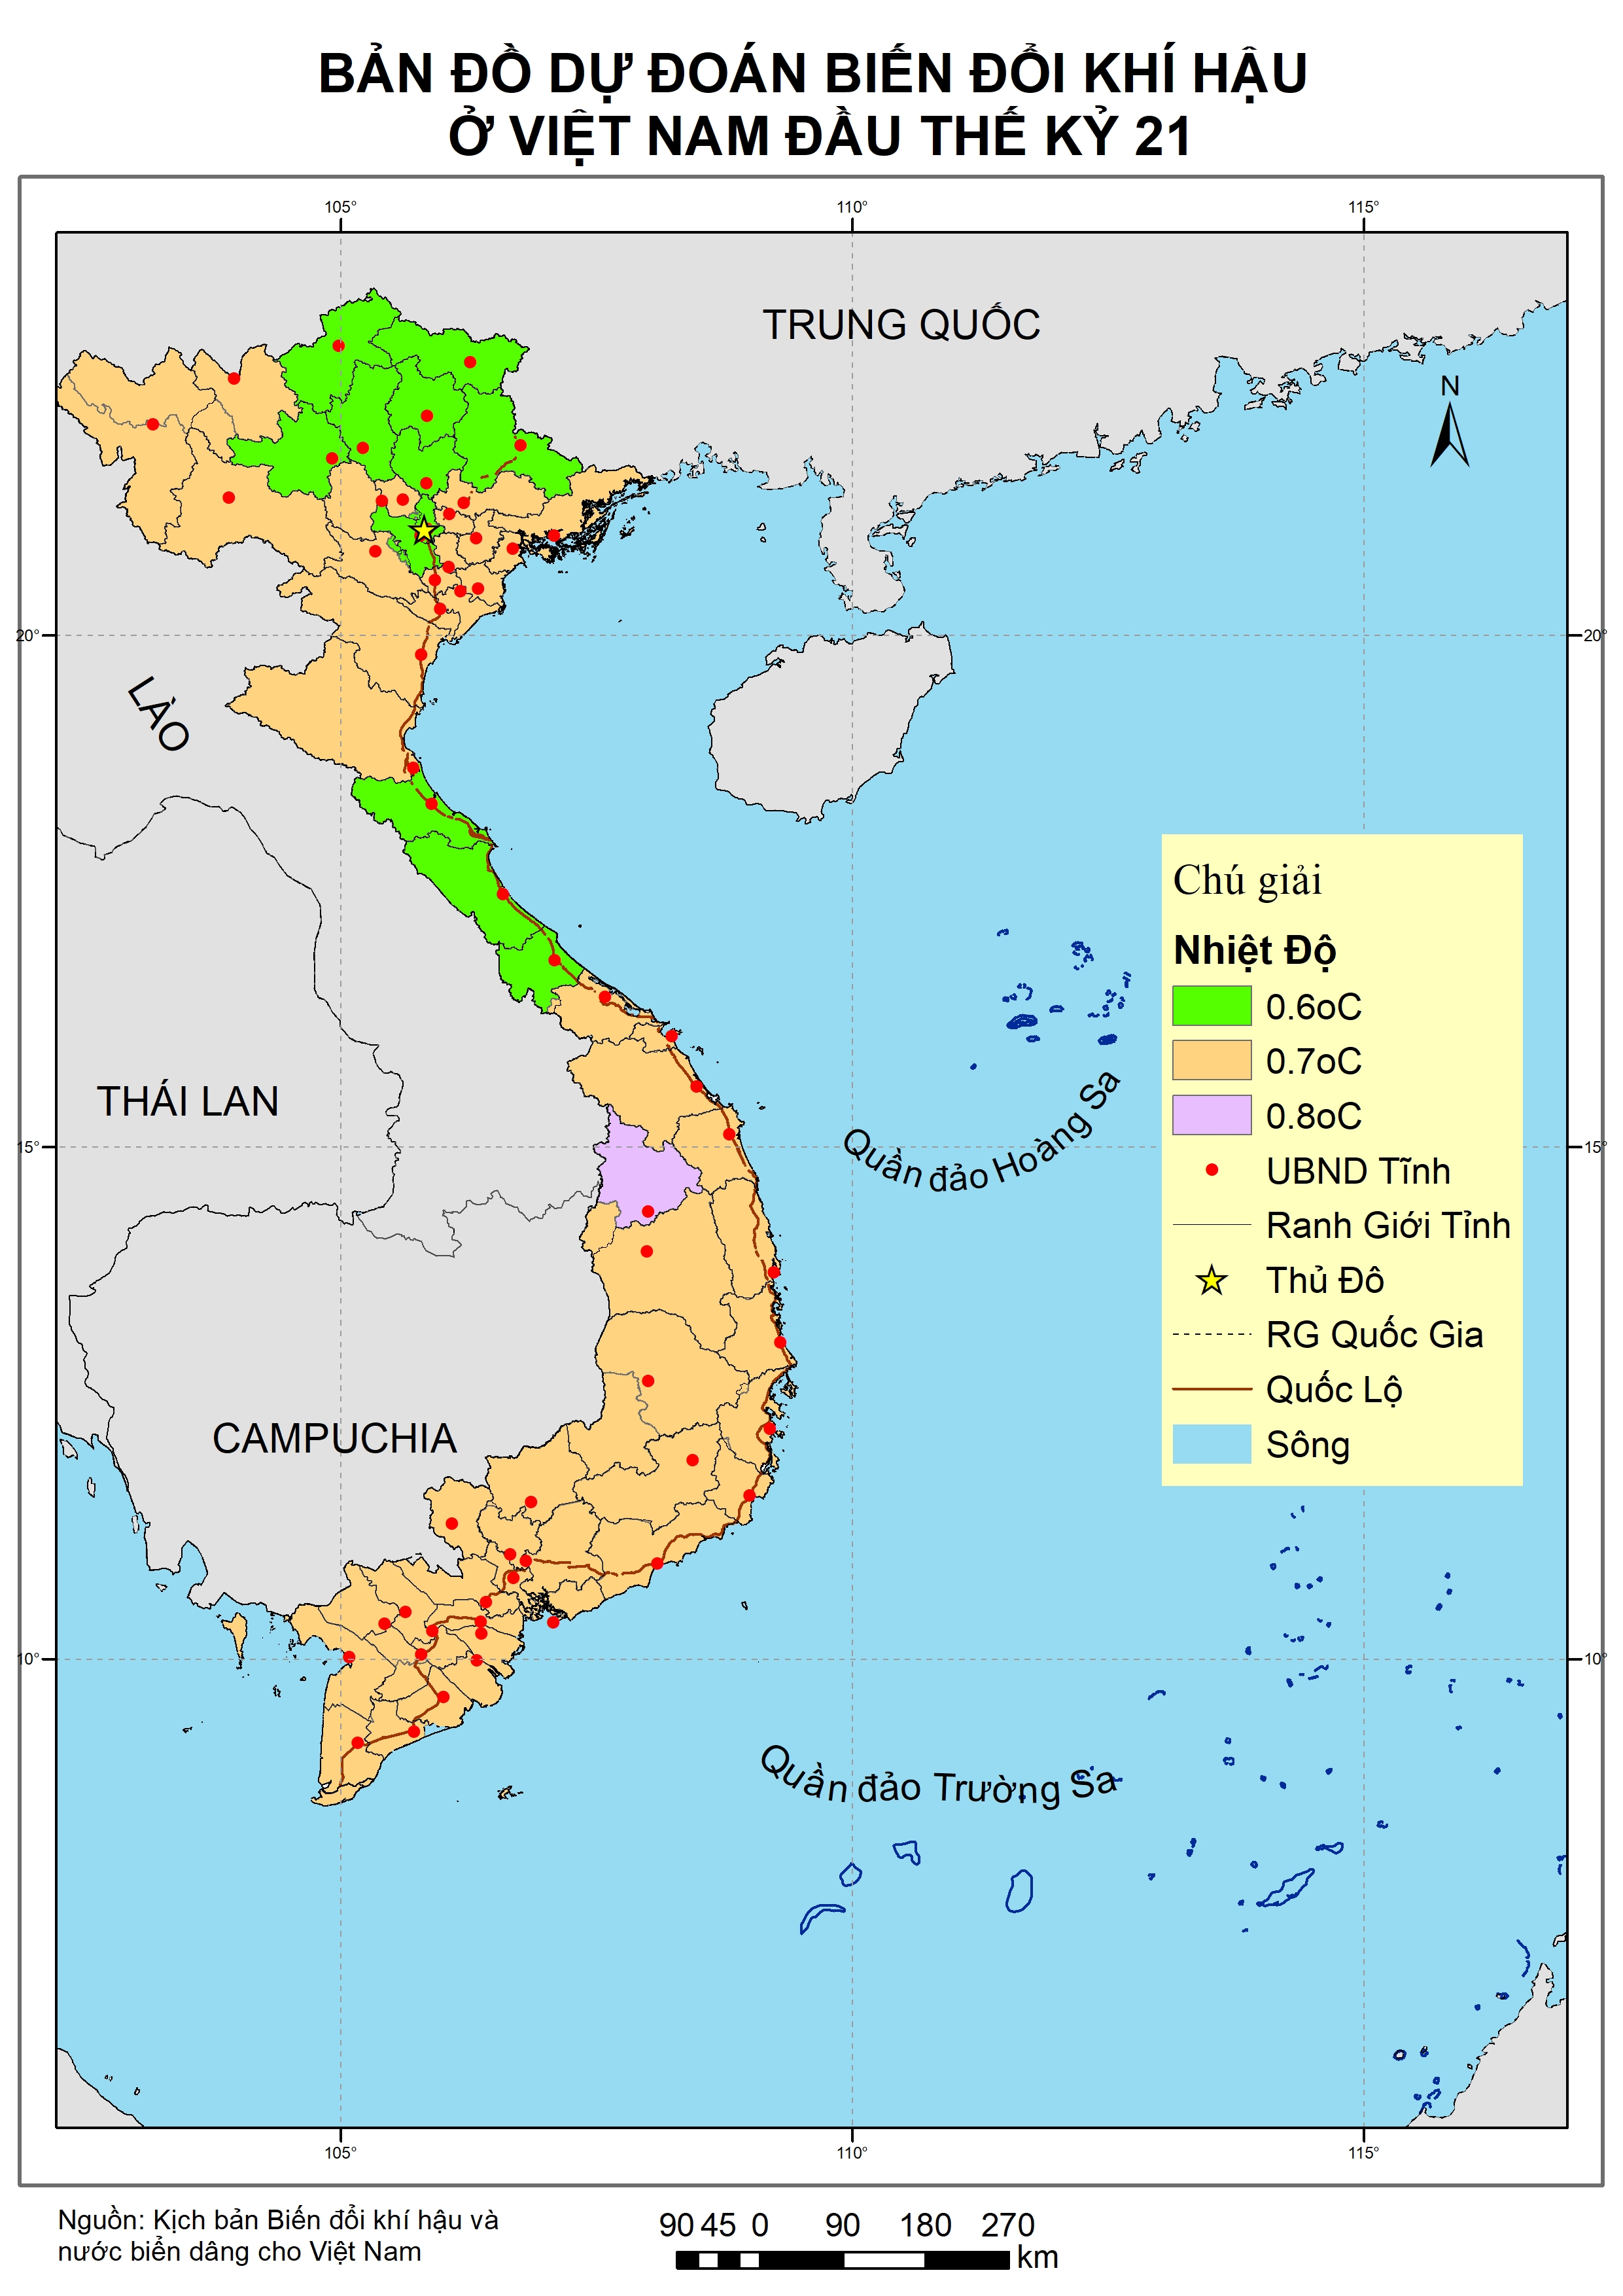 BẢN ĐỒ DỰ ĐOÁN BIẾN ĐỔI KHÍ HẬU
Ở VIỆT NAM ĐẦU THẾ KỶ 21
105°
110°
115°
TRUNG QUỐC
N
20°
20°
LÀO
Chú giải
Nhiệt Độ
0.6oC
0.7oC
0.8oC
UBND Tĩnh
Ranh Giới Tỉnh
Thủ Đô
RG Quốc Gia
Quốc Lộ
Sông
THÁI LAN
Quần đảo Hoàng Sa
15°
15°
CAMPUCHIA
10°
10°
Quần đảo Trường Sa
105°
110°
115°
Nguồn: Kịch bản Biến đổi khí hậu và
nước biển dâng cho Việt Nam
90 45 0 90 180 270
km